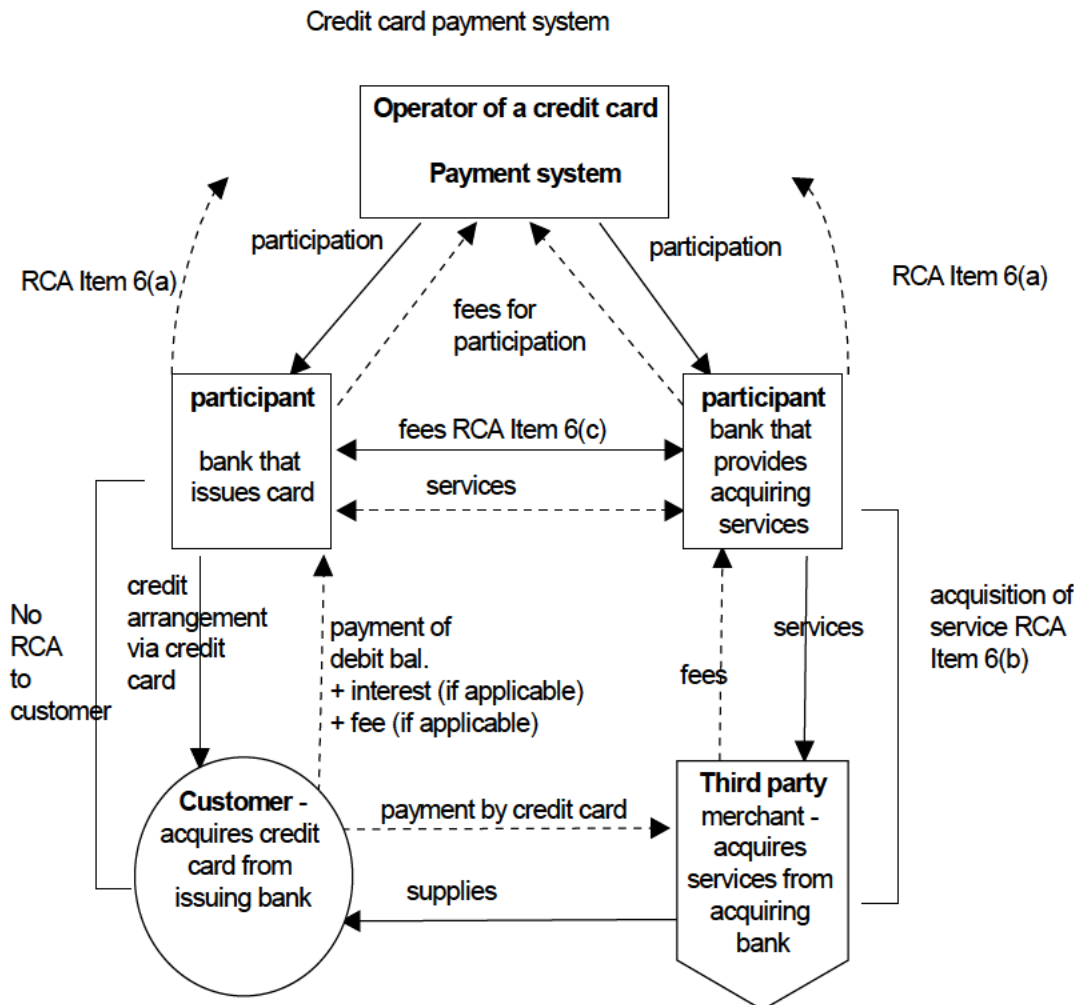 Credit card payment system
Operator of a credit card
Payment system
participation
participation
RCA Item 6(a)
RCA Item 6(a)
fees for
participation
participant
bank that
issues card
fees RCA Item 6(c)
services
participant
bank that
provides
acquiring
services
No
RCA
to
customer
credit
arrangement
via credit
card
payment of
debit bal.
+ interest (if applicable)
+ fee (if applicable)
fees
services
acquisition of
service RCA
Item 6(b)
Customer -
acquires credit
card from
issuing bank
payment by credit card
supplies
Third party
merchant -
acquires
services from
acquiring
bank